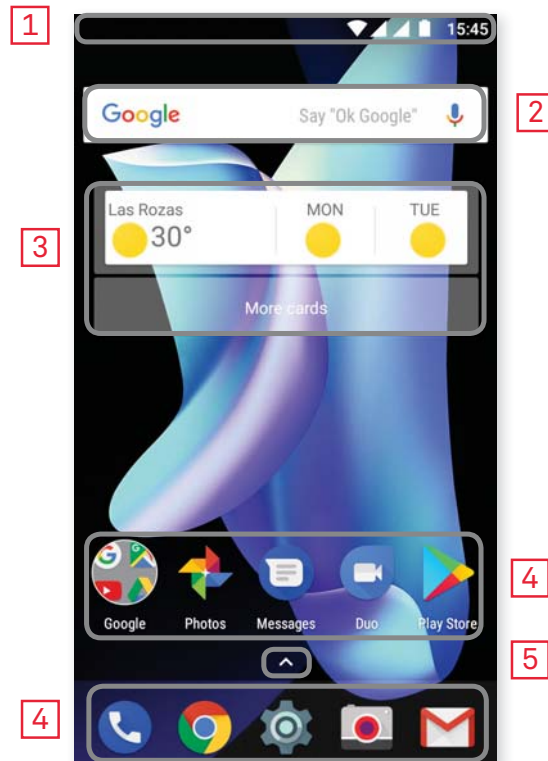 1
15:45
Google Say "Ok Google"
2
3
Las Rozas MON TUE
30°
More cards
4
Google Photos Messages Duo Play Store
5
4